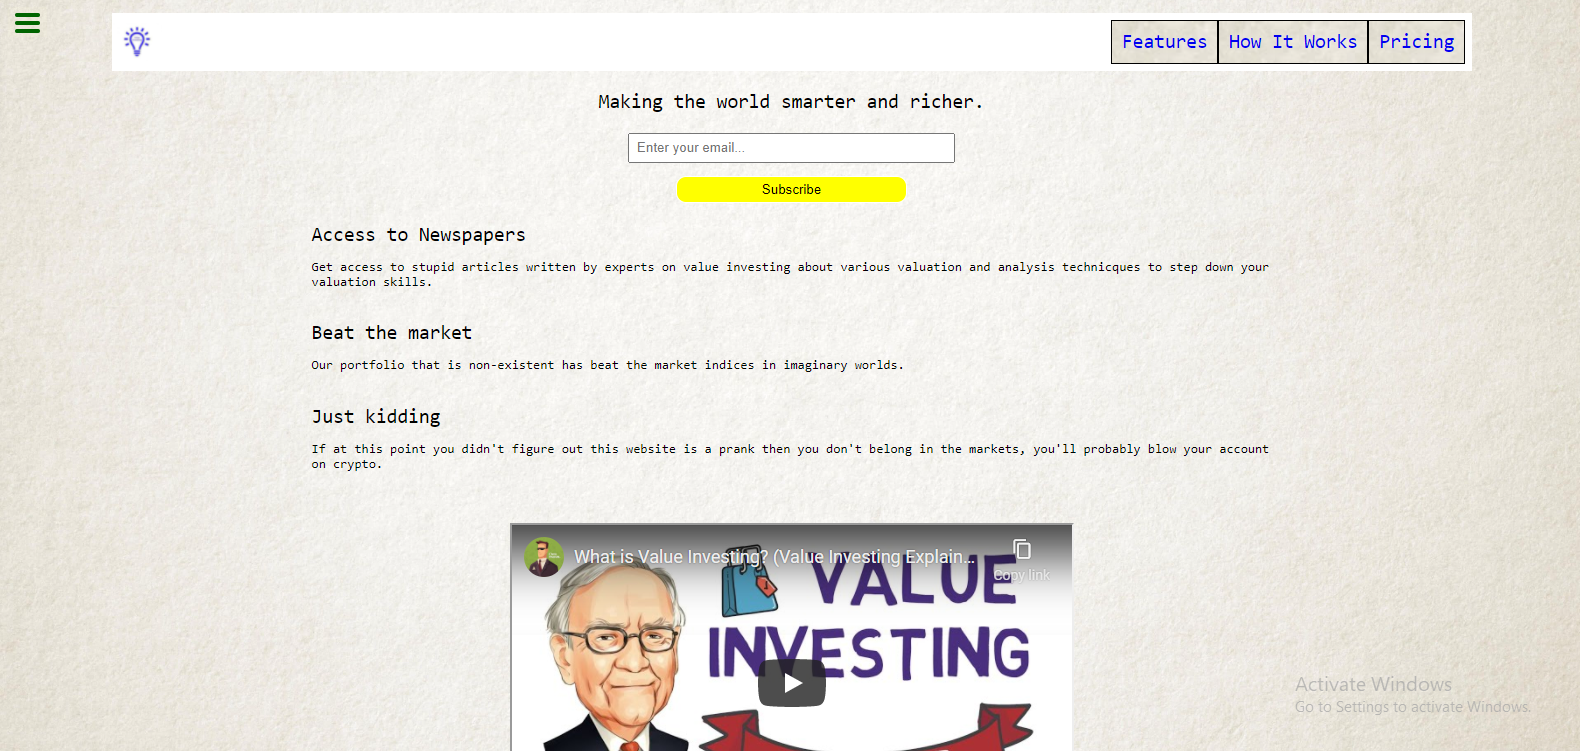 Features How It Works Pricing
Making the world smarter and richer.
Enter your email...
Subscribe
Access to Newspapers
Get access to stupid articles written by experts on value investing about various valuation and analysis technicques to step down your
valuation skills.
Beat the market
Our portfolio that is non-existent has beat the market indices in imaginary worlds.
Just kidding
If at this point you didn't figure out this website is a prank then you don't belong in the markets, you'll probably blow your account
on crypto.
What is Value Investing? (Value Investing Explain...
Copy link
VALUE
INVESTING
Activate Windows
Go to Settings to activate Windows.